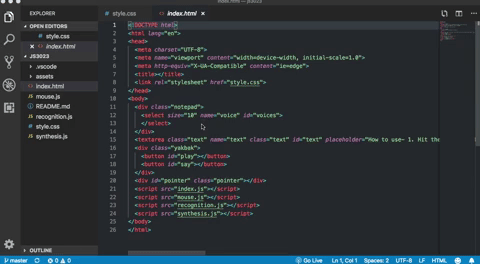 index.html — js3023
EXPLORER
OPEN EDITORS
style.css
index.html
JS3023
.vscode
assets
index.html
JS mouse.js
README.md
JS recognition.js
style.css
JS synthesis.js
OUTLINE
style.css
index.html
1 <!DOCTYPE html>
2 <html lang="en">
3 <head>
4 <meta charset="UTF-8">
5 <meta name="viewport" content="width=device-width, initial-scale=1.0">
6 <meta http-equiv="X-UA-Compatible" content="ie=edge">
7 <title></title>
8 <link rel="stylesheet" href="style.css">
9 </head>
10 <body>
11 <div class="notepad">
12 <select size="10" name="voice" id="voices">
13 </select>
14 </div>
15 <textarea class="text" name="text" class="text" id="text" placeholder="How to use~ 1. Hit the
16 <div class="yakbak">
17 <button id="play"></button>
18 <button id="say"></button>
19 </div>
20 <div id="pointer" class="pointer"></div>
21 <script src="index.js"></script>
22 <script src="mouse.js"></script>
23 <script src="recognition.js"></script>
24 <script src="synthesis.js"></script>
25 </body>
26 </html>
master
0
0
Go Live
Ln 1, Col 1
Spaces: 2
UTF-8
LF
HTML